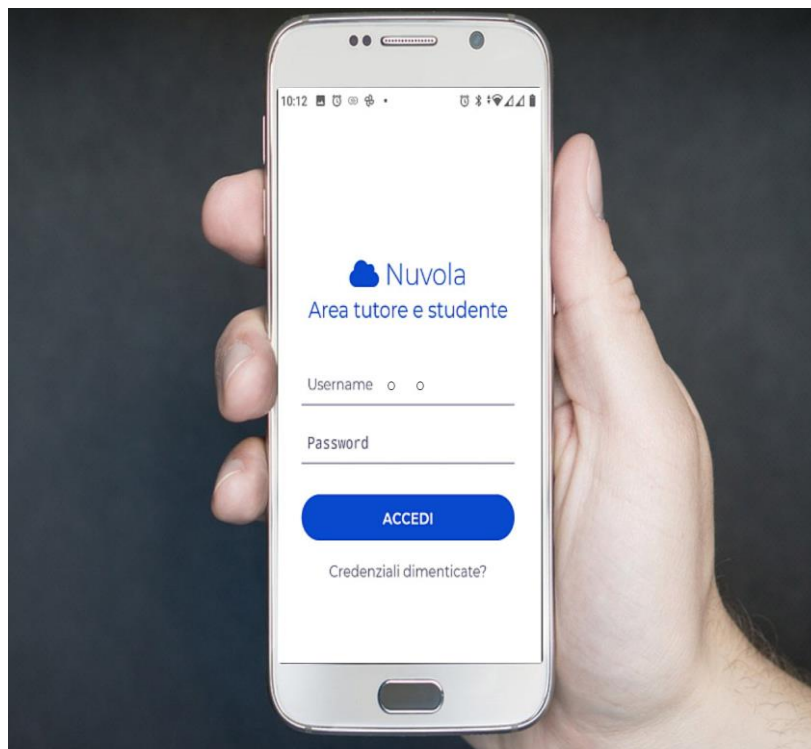 10:12
Nuvola
Area tutore e studente
Username
Password
ACCEDI
Credenziali dimenticate?